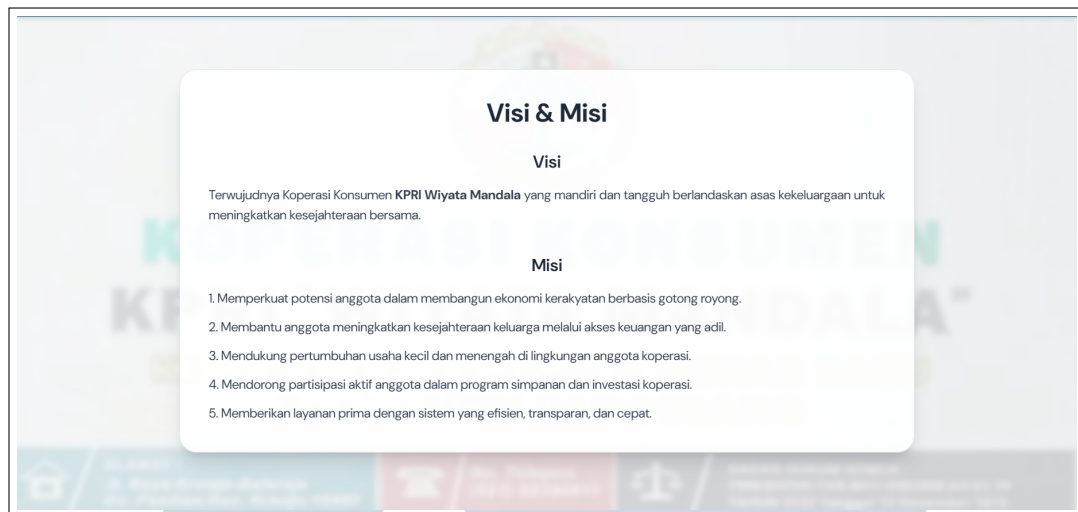 Visi & Misi
Visi
Terwujudnya Koperasi Konsumen KPRI Wiyata Mandala yang mandiri dan tangguh berlandaskan asas kekeluargaan untuk
meningkatkan kesejahteraan bersama.
Misi
1. Memperkuat potensi anggota dalam membangun ekonomi kerakyatan berbasis gotong royong.
2. Membantu anggota meningkatkan kesejahteraan keluarga melalui akses keuangan yang adil.
3. Mendukung pertumbuhan usaha kecil dan menengah di lingkungan anggota koperasi.
4. Mendorong partisipasi aktif anggota dalam program simpanan dan investasi koperasi.
5. Memberikan layanan prima dengan sistem yang efisien, transparan, dan cepat.
KOPERASI KONSUMEN